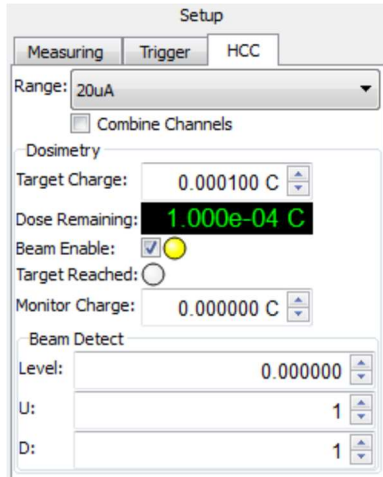 Setup
Measuring Trigger HCC
Range: 20uA
Combine Channels
Dosimetry
Target Charge: 0.000100 C
Dose Remaining: 1.000e-04 C
Beam Enable:
Target Reached:
Monitor Charge: 0.000000 C
Beam Detect
Level: 0.000000
U: 1
D: 1